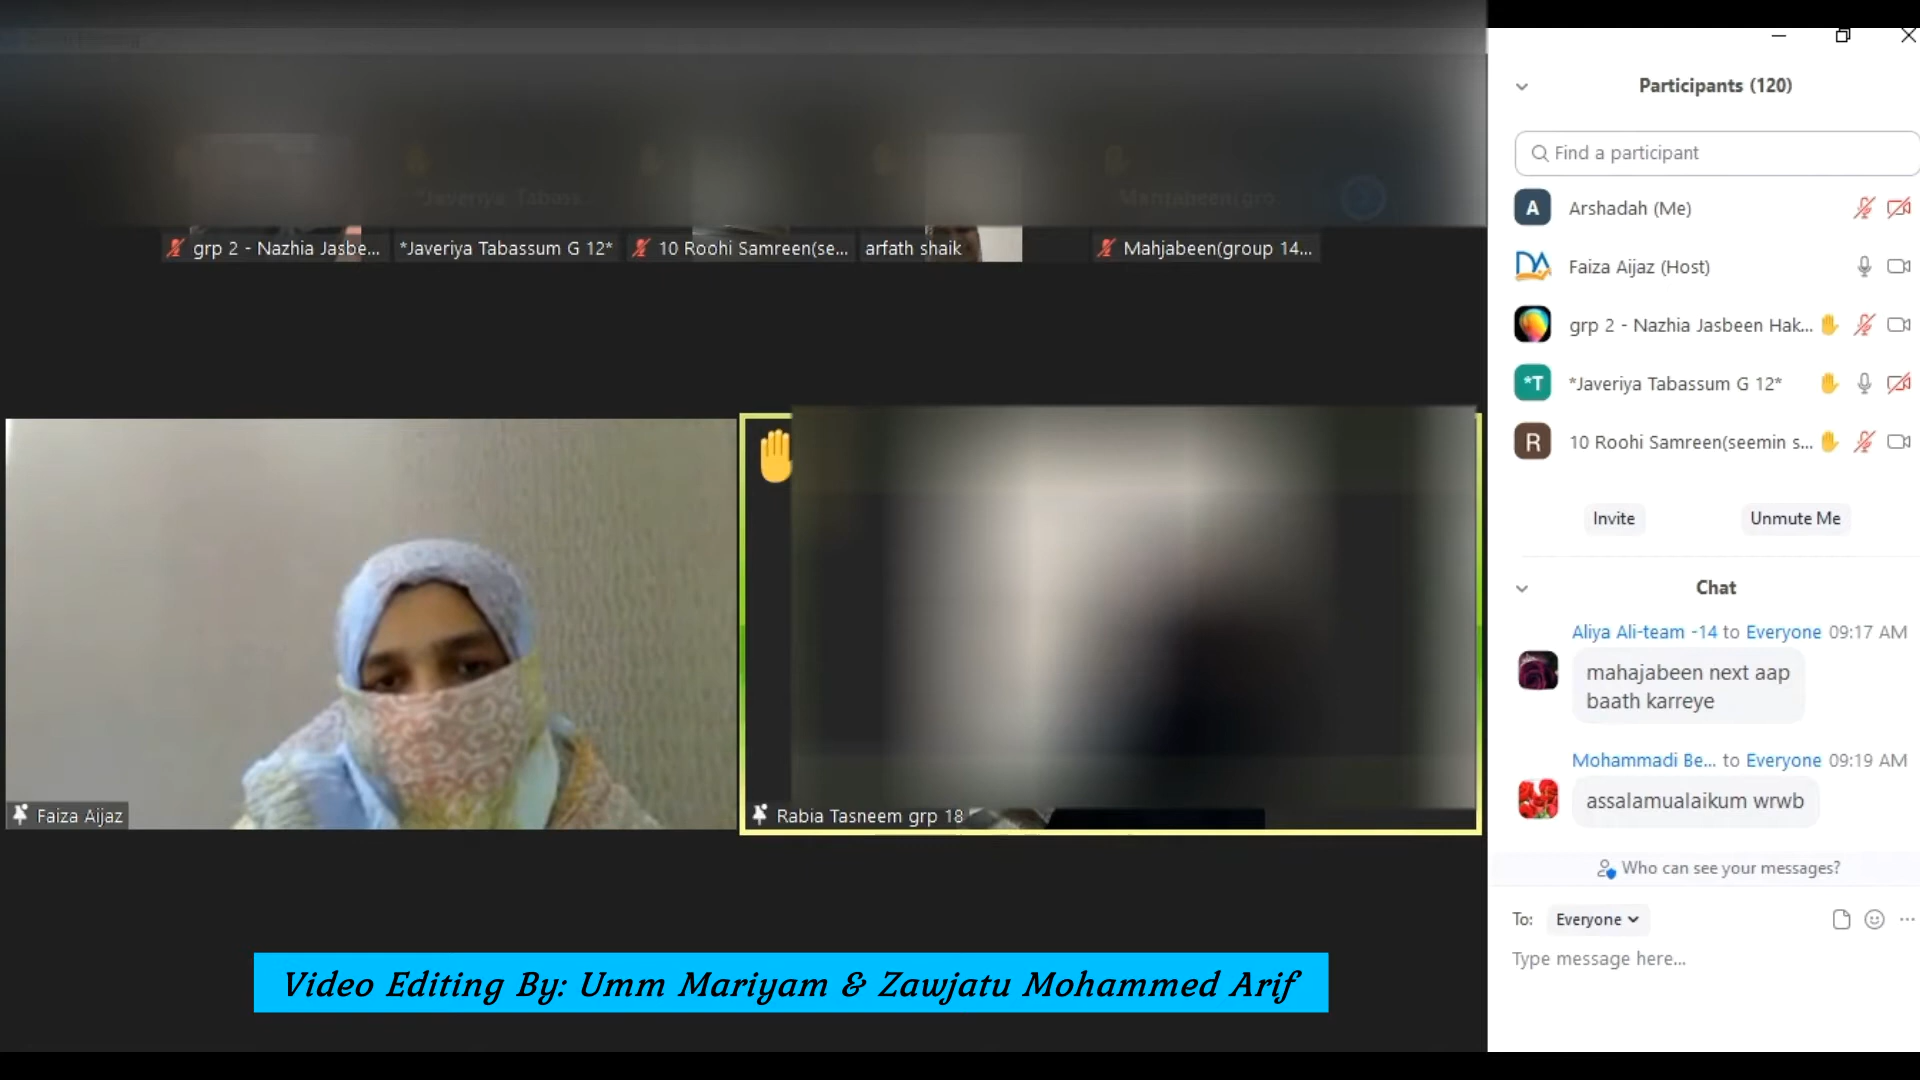 grp 2 - Nazhia Jasbe...
*Javeriya Tabassum G 12*
10 Roohi Samreen(se...
arfath shaik
Mahjabeen(group 14...
Faiza Aijaz
Rabia Tasneem grp 18
Video Editing By: Umm Mariyam & Zawjatu Mohammed Arif
Participants (120)
Find a participant
A
Arshadah (Me)
Faiza Aijaz (Host)
grp 2 - Nazhia Jasbeen Hak...
*T
*Javeriya Tabassum G 12*
R
10 Roohi Samreen(seemin s...
Invite
Unmute Me
Chat
Aliya Ali-team -14 to Everyone 09:17 AM
mahajabeen next aap
baath karreye
Mohammadi Be... to Everyone 09:19 AM
assalamualaikum wrwb
Who can see your messages?
To: Everyone
Type message here...